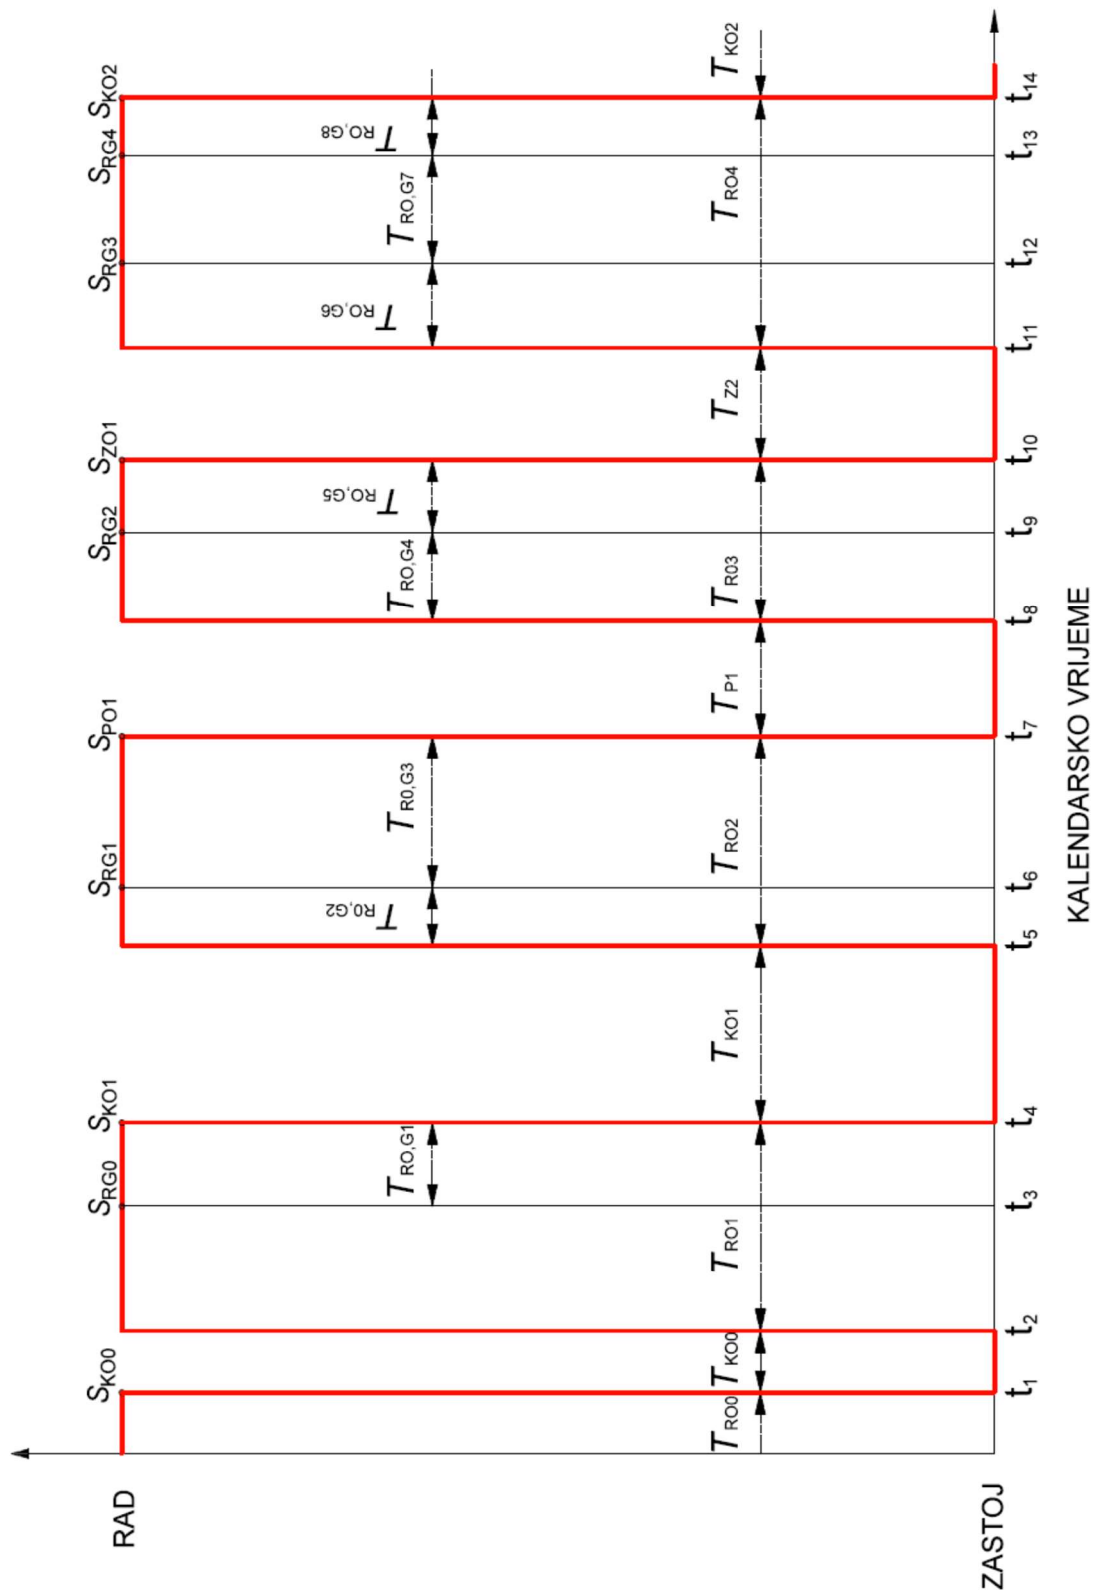 RAD
S_KO0 S_RG0 S_KO1 S_RG1 S_PO1 S_RG2 S_ZO1 S_RG3 S_RG4 S_KO2
T_RO,G1 T_R0,G2 T_R0,G3 T_RO,G4 T_RO,G5 T_RO,G6 T_RO,G7 T_RO,G8
T_RO0 T_KO0 T_RO1 T_KO1 T_RO2 T_P1 T_R03 T_Z2 T_RO4 T_KO2
ZASTOJ
t_1 t_2 t_3 t_4 t_5 t_6 t_7 t_8 t_9 t_10 t_11 t_12 t_13 t_14
KALENDARSKO VRIJEME